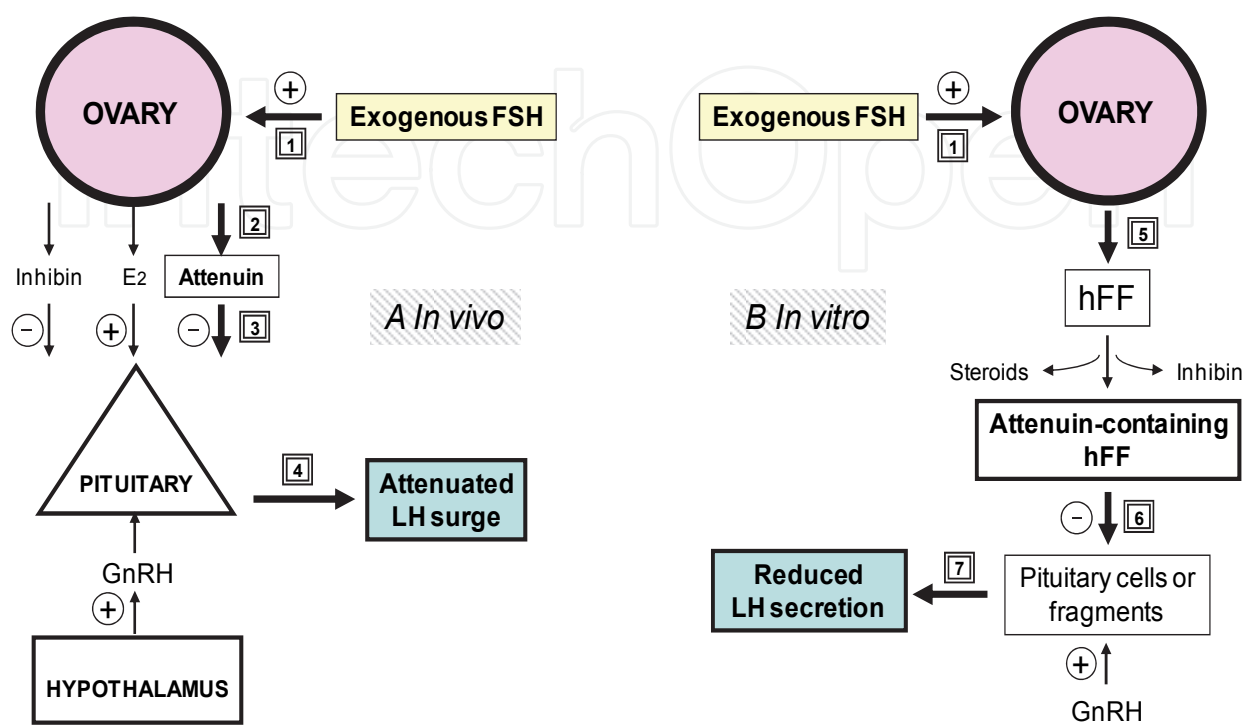 OVARY
+
1
Exogenous FSH
2
Inhibin
E2
Attenuin
−
+
−
3
A In vivo
PITUITARY
4
Attenuated
LH surge
GnRH
+
HYPOTHALAMUS
Exogenous FSH
+
1
OVARY
5
hFF
B In vitro
Steroids
Inhibin
Attenuin-containing
hFF
−
6
Reduced
LH secretion
7
Pituitary cells or
fragments
+
GnRH
IntechOpen